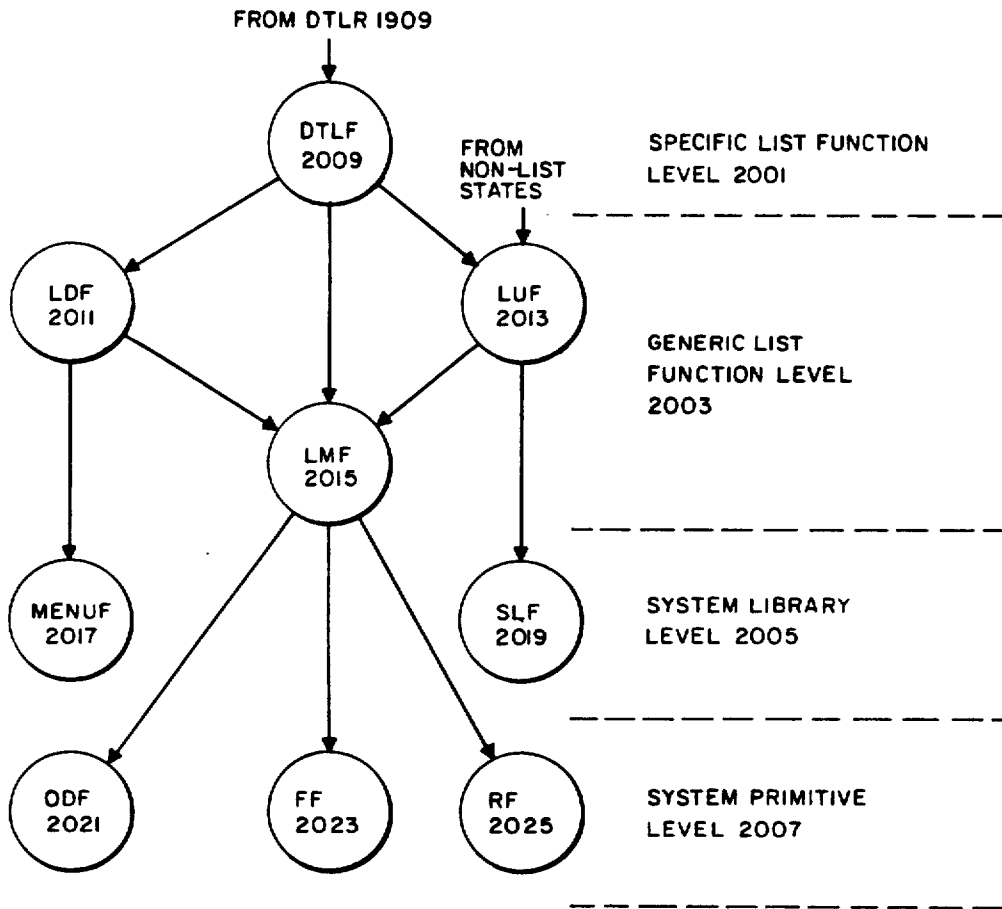 FROM DTLR 1909
DTLF
2009
FROM
NON-LIST
STATES
SPECIFIC LIST FUNCTION
LEVEL 2001
LDF
2011
LUF
2013
GENERIC LIST
FUNCTION LEVEL
2003
LMF
2015
MENUF
2017
SLF
2019
SYSTEM LIBRARY
LEVEL 2005
ODF
2021
FF
2023
RF
2025
SYSTEM PRIMITIVE
LEVEL 2007